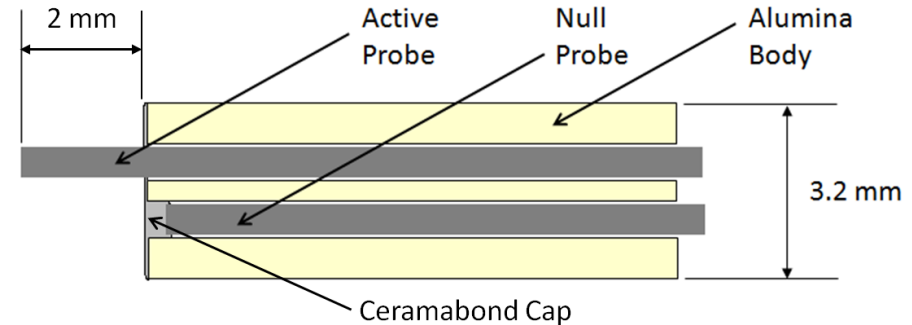 2 mm
Active
Probe
Null
Probe
Alumina
Body
3.2 mm
Ceramabond Cap